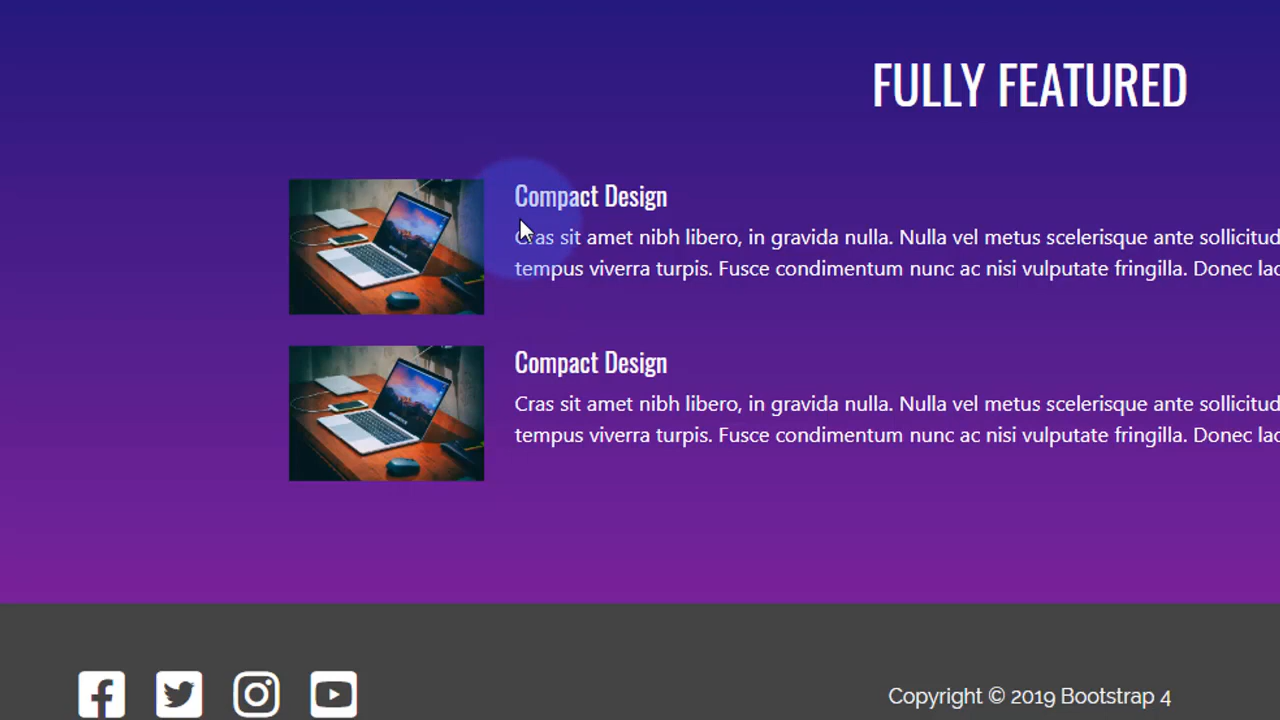 FULLY FEATURED
Compact Design
Cras sit amet nibh libero, in gravida nulla. Nulla vel metus scelerisque ante sollicitud
tempus viverra turpis. Fusce condimentum nunc ac nisi vulputate fringilla. Donec lac
Compact Design
Cras sit amet nibh libero, in gravida nulla. Nulla vel metus scelerisque ante sollicitud
tempus viverra turpis. Fusce condimentum nunc ac nisi vulputate fringilla. Donec lac
Copyright © 2019 Bootstrap 4